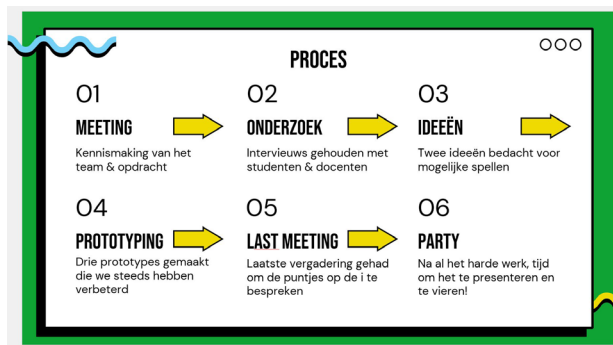 PROCES
01
MEETING
Kennismaking van het
team & opdracht
02
ONDERZOEK
Intervieuws gehouden met
studenten & docenten
03
IDEEËN
Twee ideeën bedacht voor
mogelijke spellen
04
PROTOTYPING
Drie prototypes gemaakt
die we steeds hebben
verbeterd
05
LAST MEETING
Laatste vergadering gehad
om de puntjes op de i te
bespreken
06
PARTY
Na al het harde werk, tijd
om het te presenteren en
te vieren!